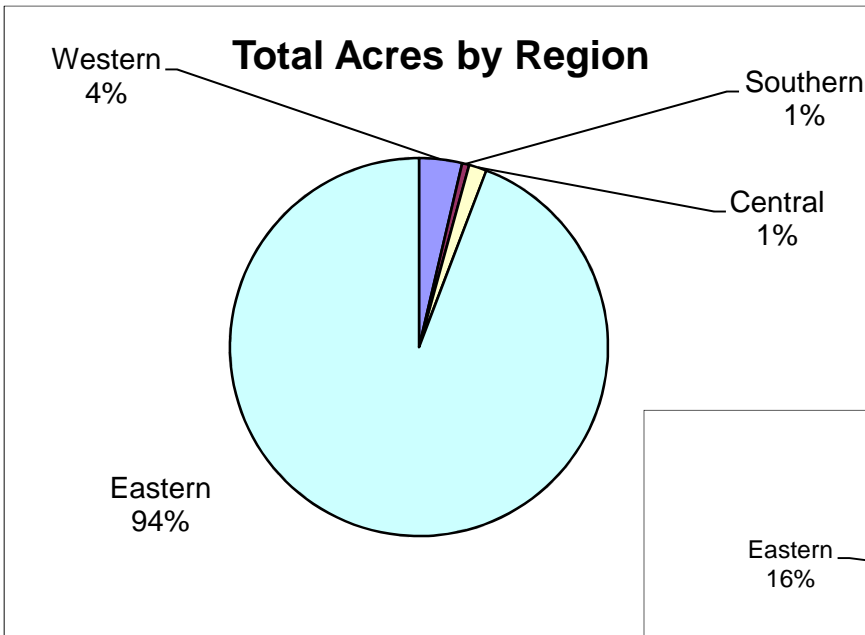 Total Acres by Region
Western
4%
Southern
1%
Central
1%
Eastern
94%
Eastern
16%